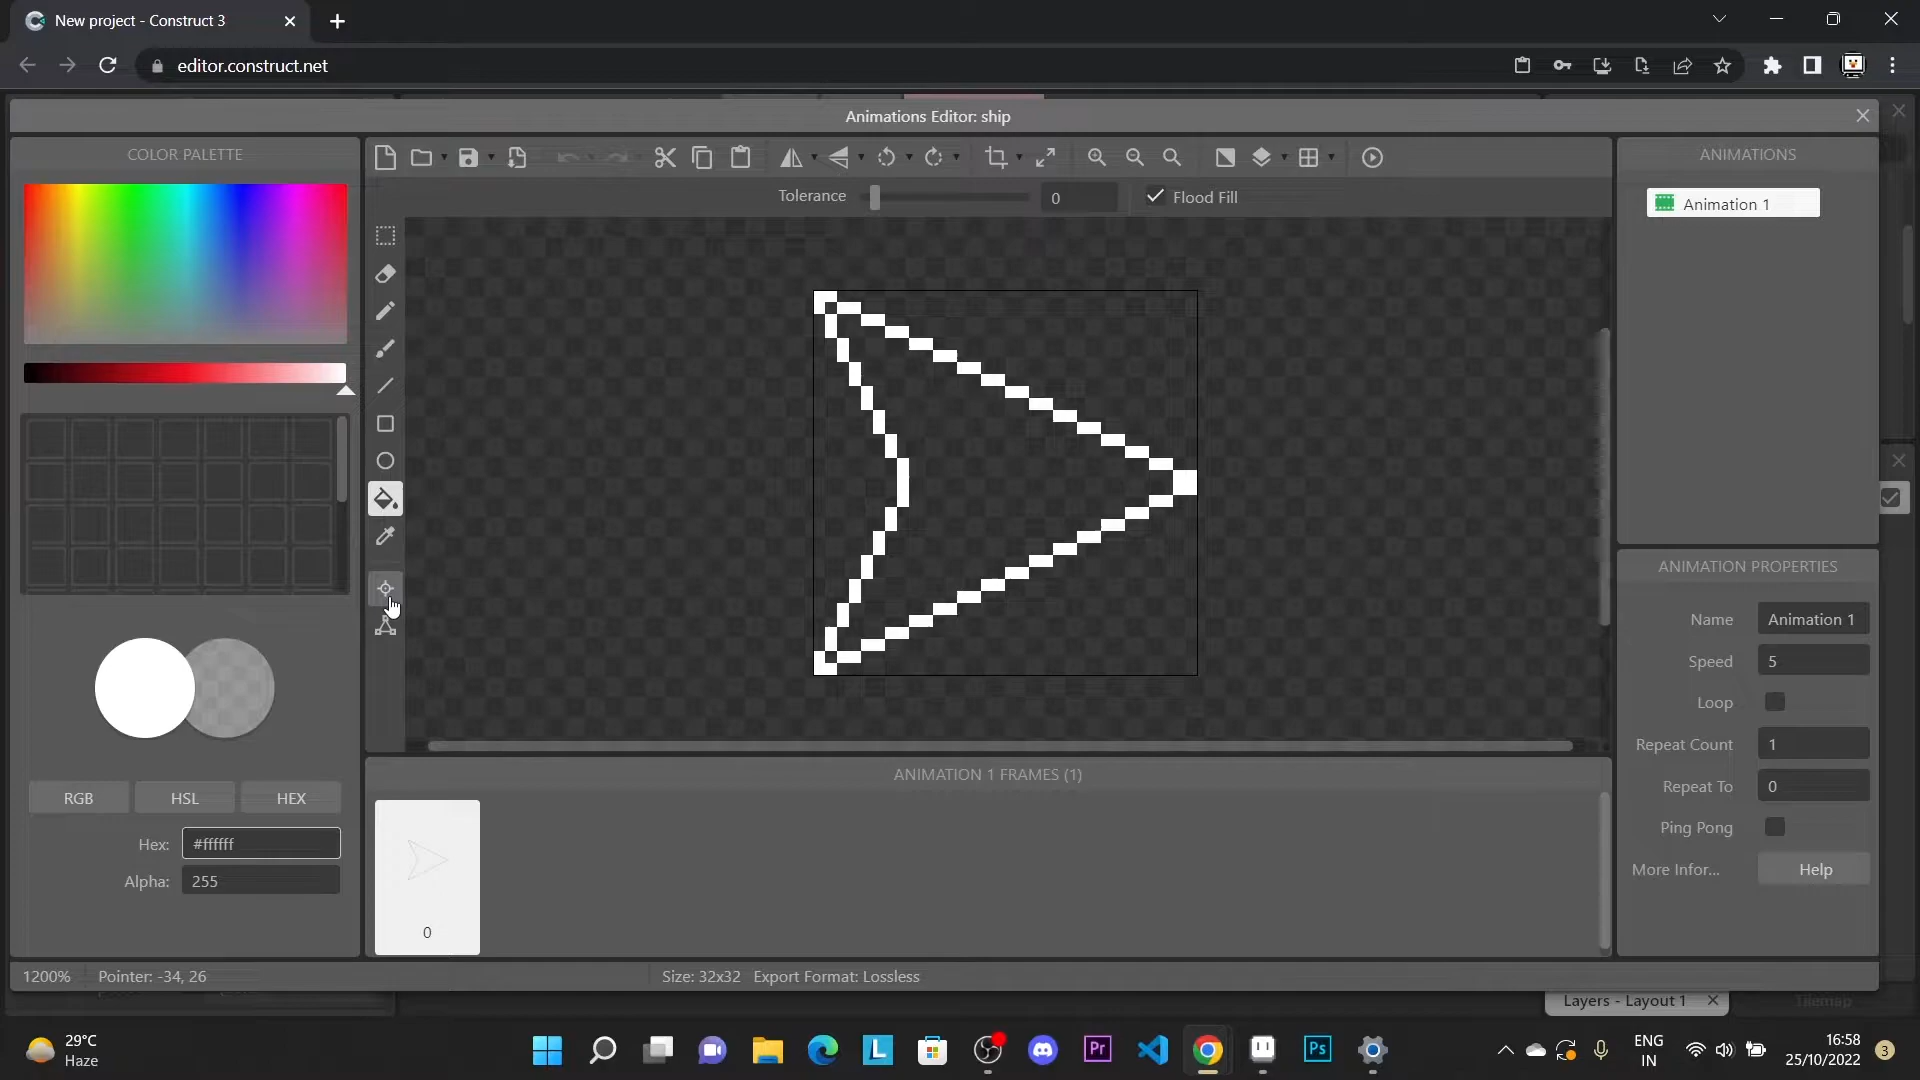 New project - Construct 3
editor.construct.net
Animations Editor: ship
COLOR PALETTE
ANIMATIONS
Tolerance
0
Flood Fill
Animation 1
ANIMATION PROPERTIES
Name
Animation 1
Speed
5
Loop
Repeat Count
1
Repeat To
0
Ping Pong
More Infor...
Help
RGB
HSL
HEX
Hex:
#ffffff
Alpha:
255
ANIMATION 1 FRAMES (1)
0
1200%
Pointer: -34, 26
Size: 32x32
Export Format: Lossless
Layers - Layout 1
Tilemap
29°C
Haze
L
Pr
Ps
ENG
IN
16:58
25/10/2022
3